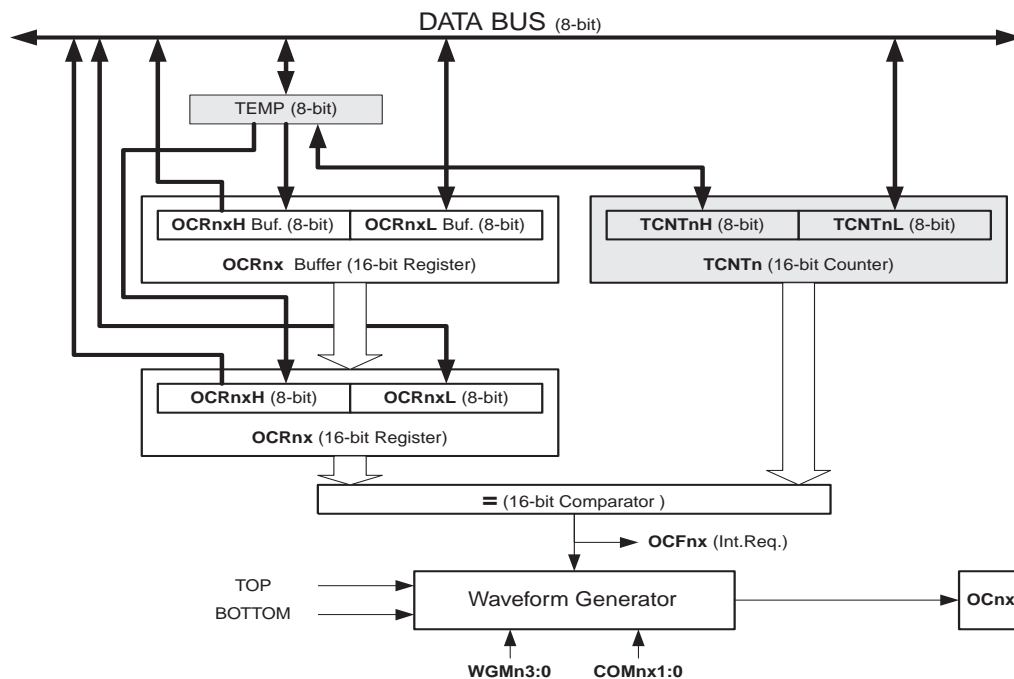 DATA BUS (8-bit)
TEMP (8-bit)
OCRnxH Buf. (8-bit)
OCRnxL Buf. (8-bit)
OCRnx Buffer (16-bit Register)
TCNTnH (8-bit)
TCNTnL (8-bit)
TCNTn (16-bit Counter)
OCRnxH (8-bit)
OCRnxL (8-bit)
OCRnx (16-bit Register)
= (16-bit Comparator )
OCFnx (Int.Req.)
TOP
BOTTOM
Waveform Generator
OCnx
WGMn3:0
COMnx1:0